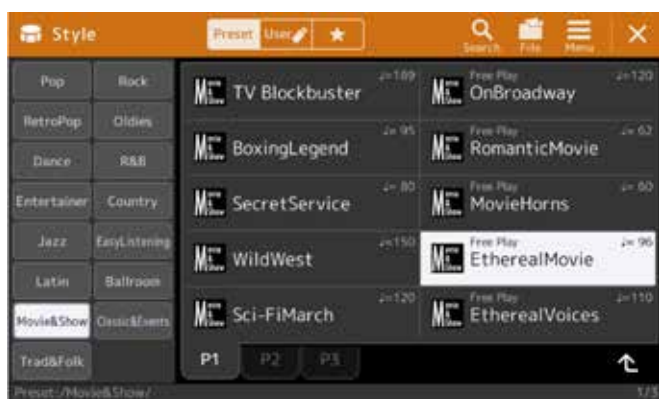 Style Preset User
Search File Menu
Pop Rock
RetroPop Oldies
Dance R&B
Entertainer Country
Jazz EasyListening
Latin Ballroom
Movie&Show Classic&Events
Trad&Folk
TV Blockbuster ♩=189
Free Play ♩=120
OnBroadway
BoxingLegend ♩= 95
Free Play ♩= 62
RomanticMovie
SecretService ♩= 80
Free Play ♩= 60
MovieHorns
WildWest ♩=150
Free Play ♩= 96
EtherealMovie
Sci-FiMarch ♩=120
Free Play ♩=110
EtherealVoices
P1 P2 P3
Preset:/Movie&Show/ 1/3